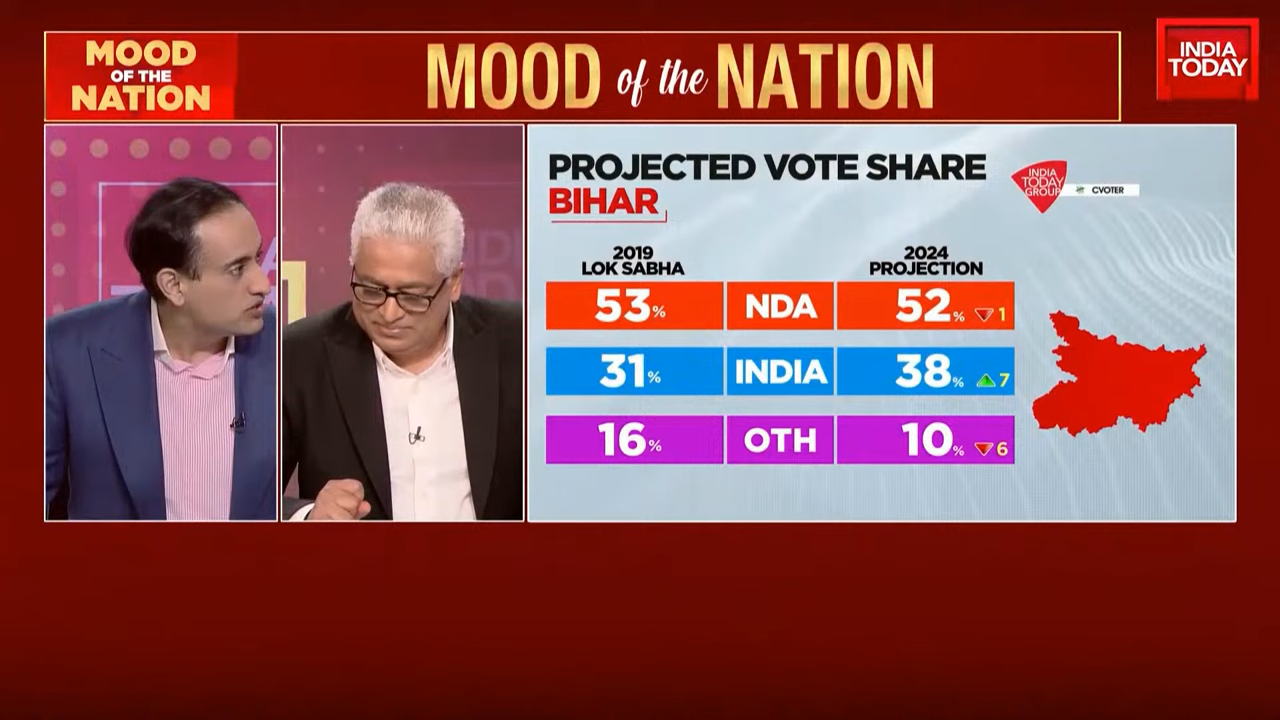 MOOD
OF THE
NATION
MOOD of the NATION
INDIA
TODAY
PROJECTED VOTE SHARE
BIHAR
INDIA
TODAY
GROUP
CVOTER
2019
LOK SABHA
2024
PROJECTION
53% NDA 52% 1
31% INDIA 38% 7
16% OTH 10% 6